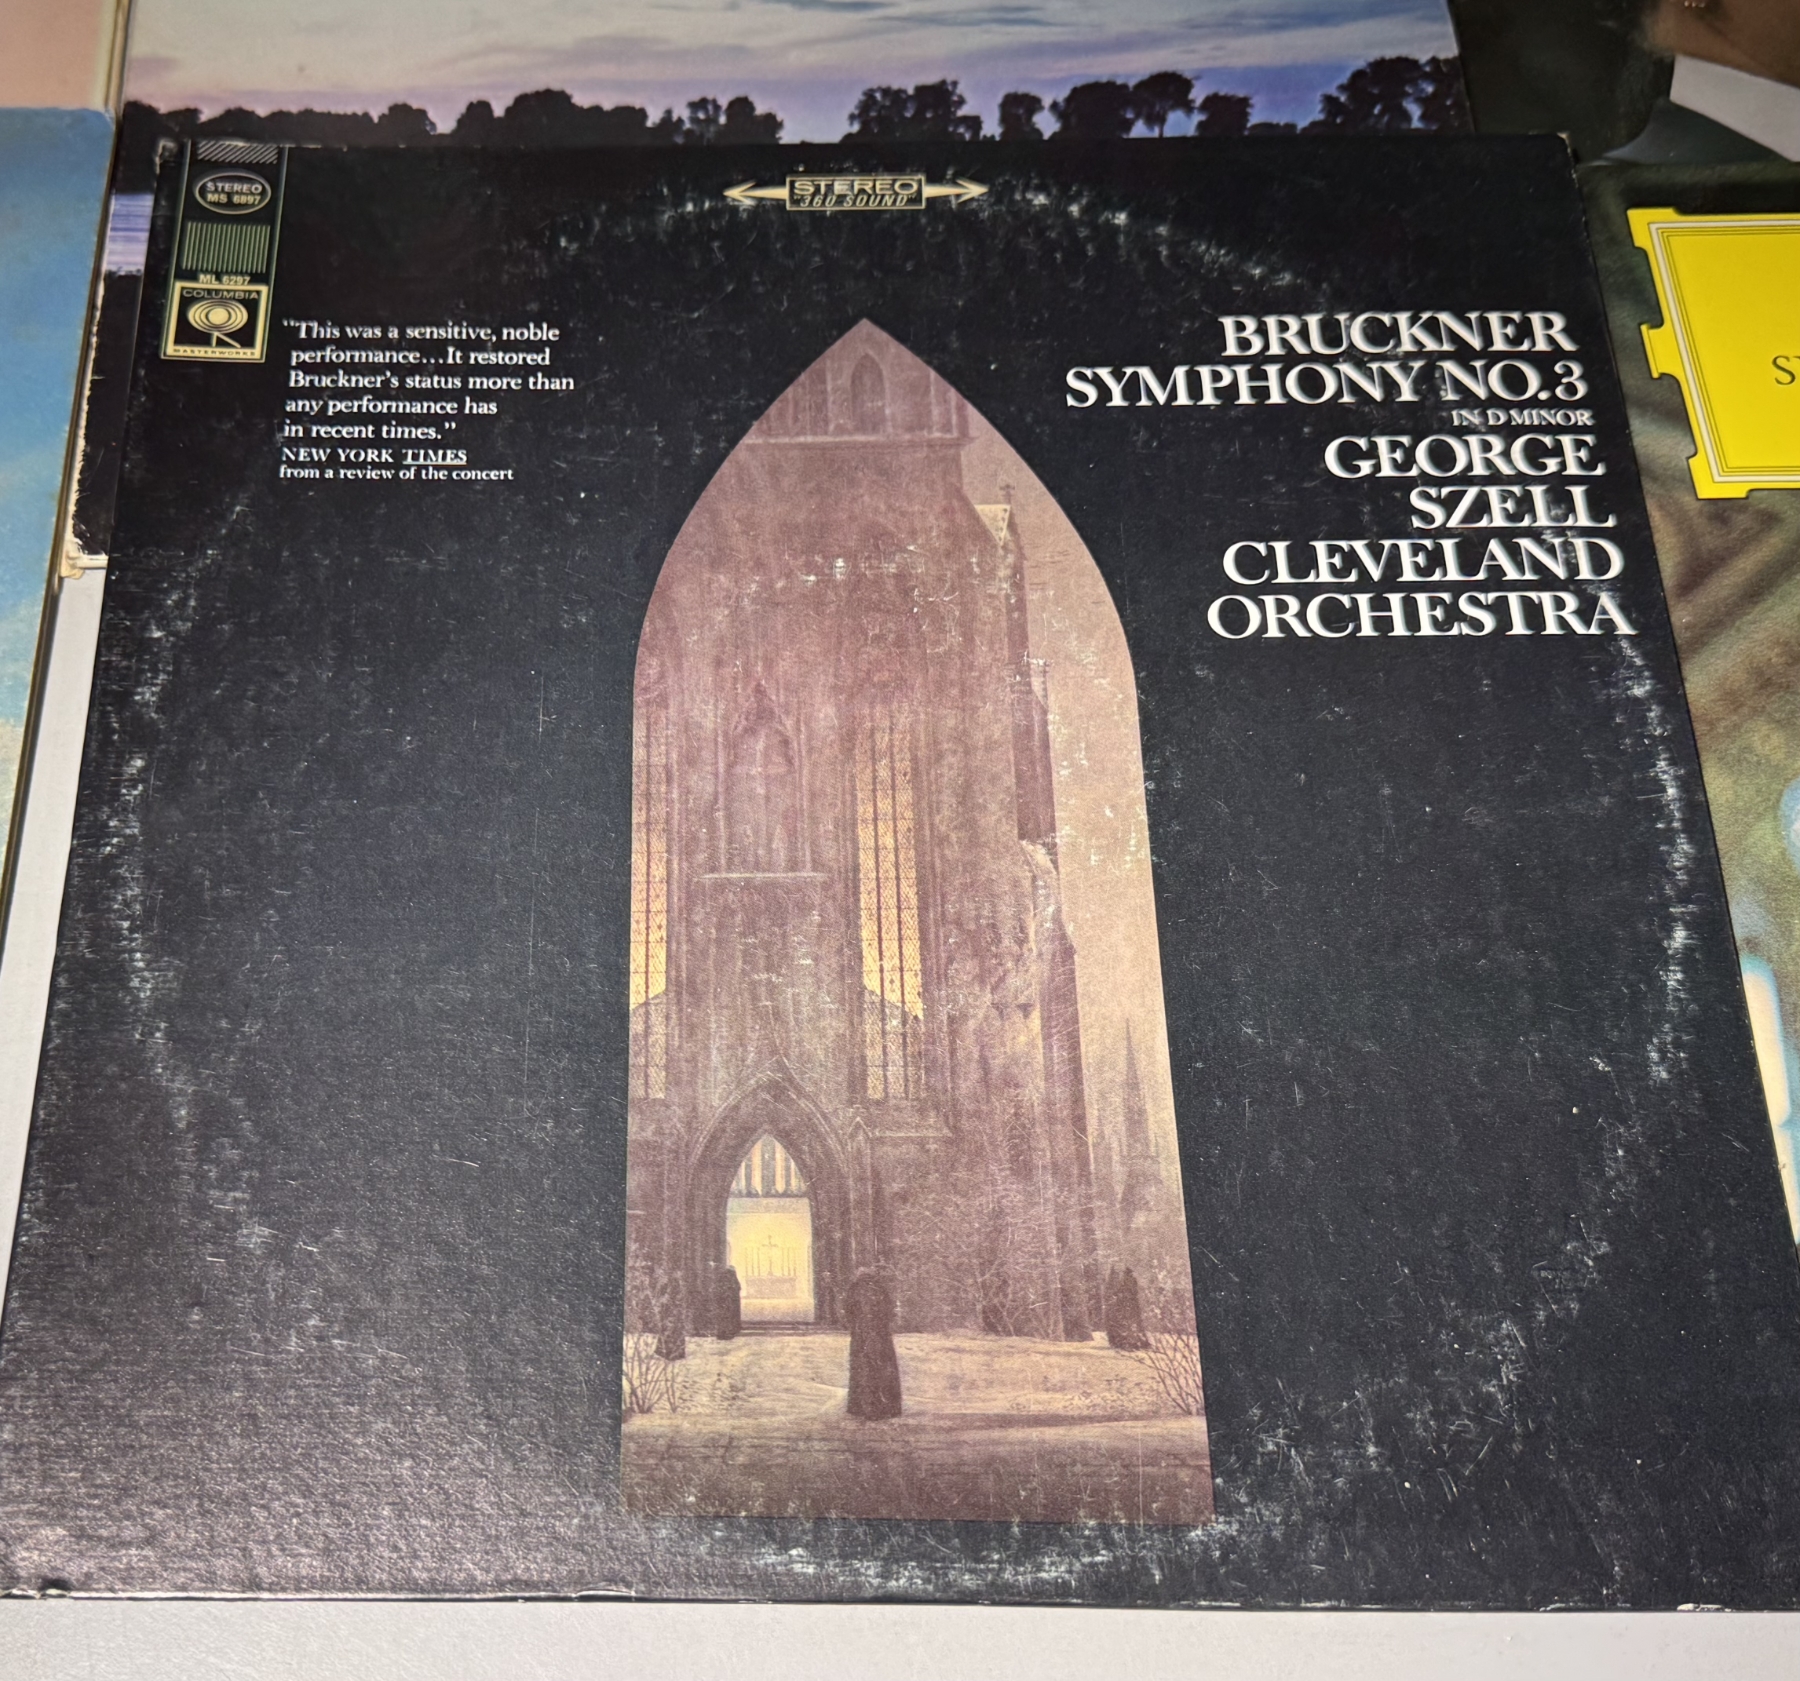 STEREO
MS 6897
ML 6297
COLUMBIA
MASTERWORKS
STEREO
"360 SOUND"
"This was a sensitive, noble
performance...It restored
Bruckner's status more than
any performance has
in recent times."
NEW YORK TIMES
from a review of the concert
BRUCKNER
SYMPHONY NO.3
IN D MINOR
GEORGE
SZELL
CLEVELAND
ORCHESTRA